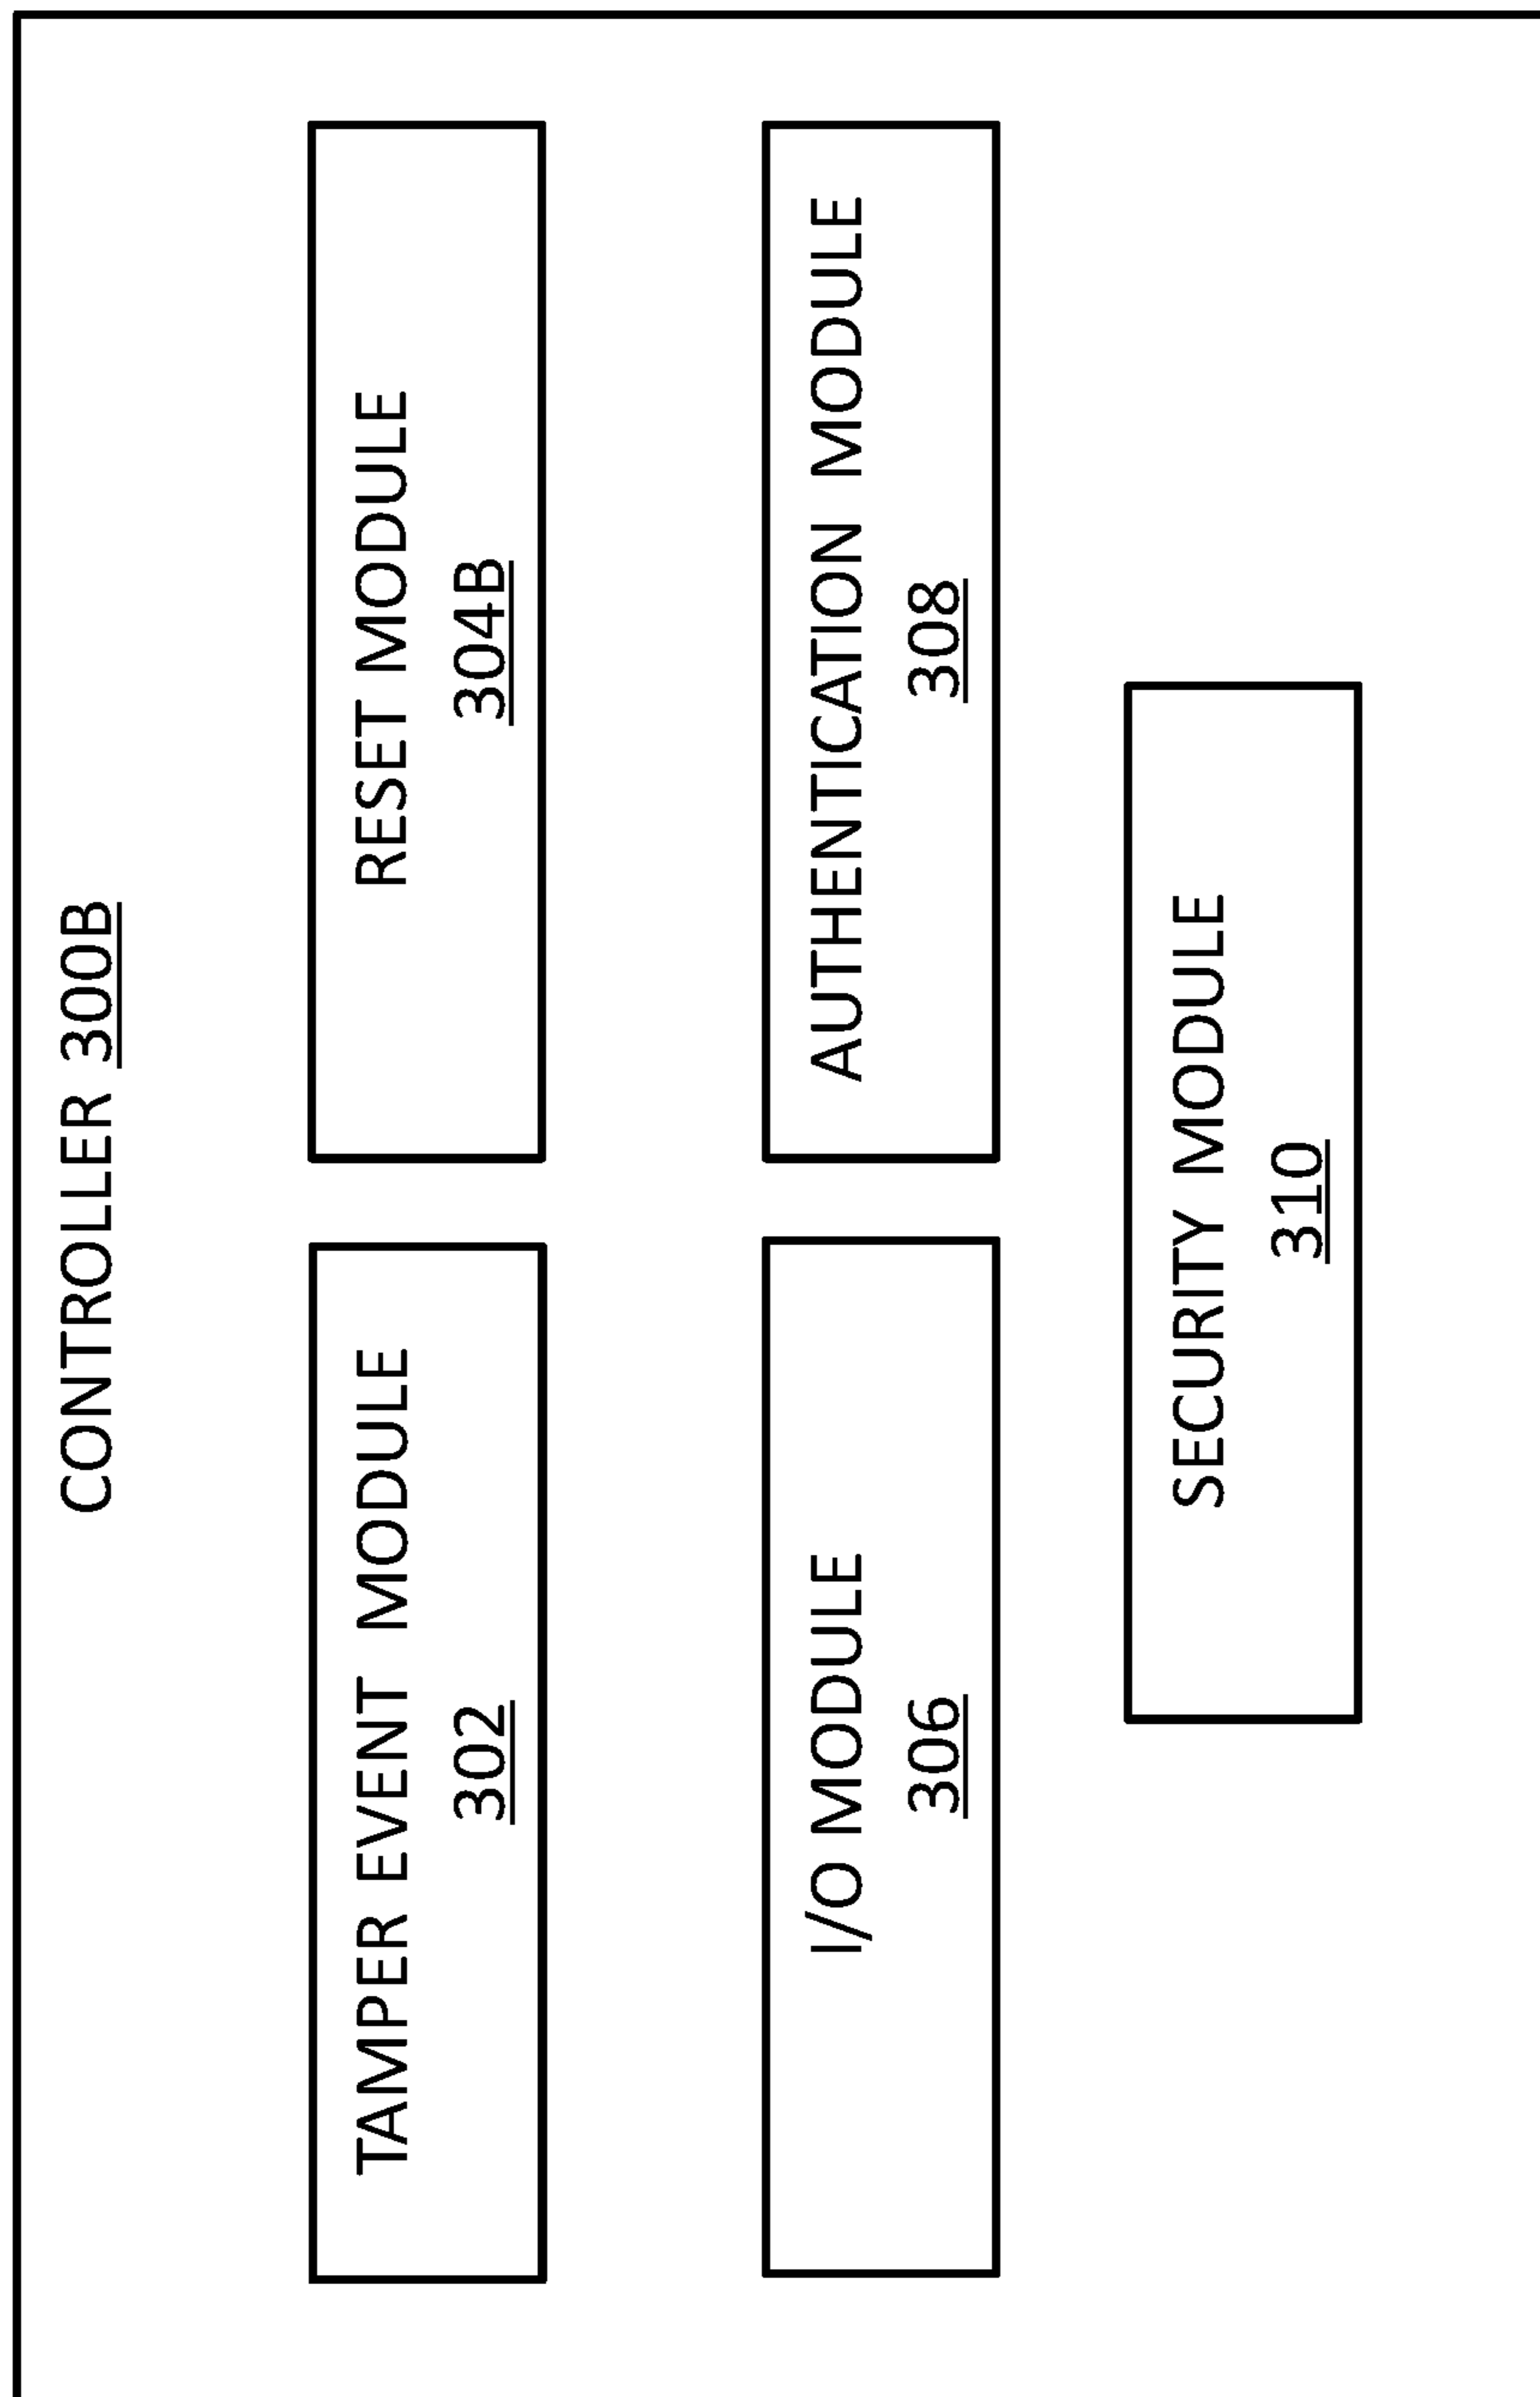 CONTROLLER 300B
TAMPER EVENT MODULE
302
RESET MODULE
304B
I/O MODULE
306
AUTHENTICATION MODULE
308
SECURITY MODULE
310